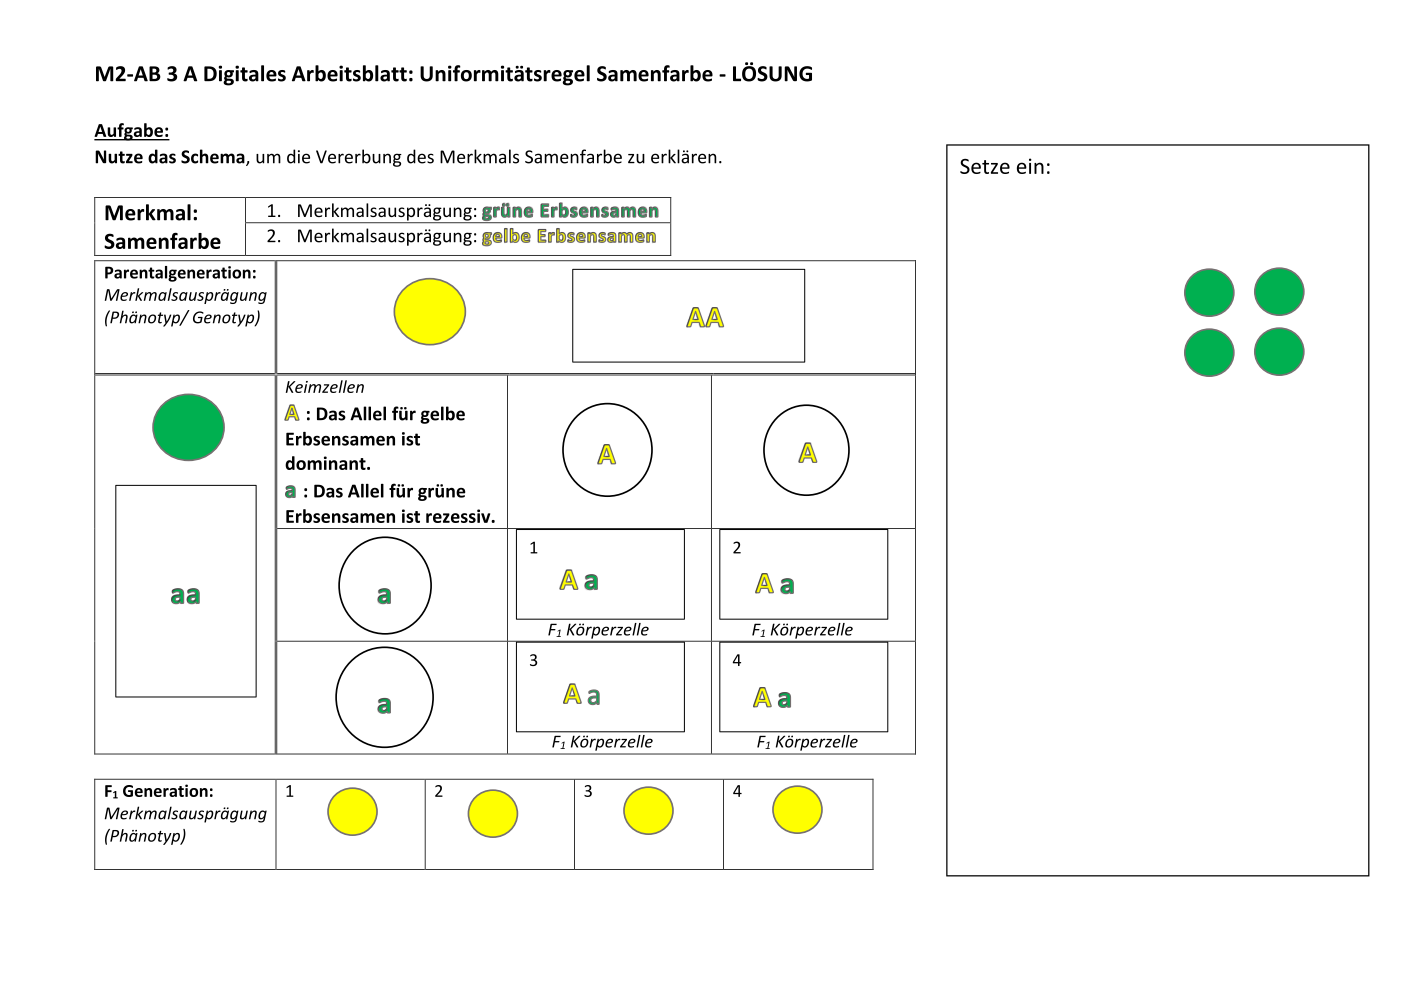 M2-AB 3 A Digitales Arbeitsblatt: Uniformitätsregel Samenfarbe - LÖSUNG
Aufgabe:
Nutze das Schema, um die Vererbung des Merkmals Samenfarbe zu erklären.
Setze ein:
Merkmal:
Samenfarbe
1. Merkmalsausprägung: grüne Erbsensamen
2. Merkmalsausprägung: gelbe Erbsensamen
Parentalgeneration:
Merkmalsausprägung
(Phänotyp/ Genotyp)
AA
aa
Keimzellen
A : Das Allel für gelbe
Erbsensamen ist
dominant.
a : Das Allel für grüne
Erbsensamen ist rezessiv.
A
A
a
1
A a
F₁ Körperzelle
2
A a
F₁ Körperzelle
a
3
A a
F₁ Körperzelle
4
A a
F₁ Körperzelle
F₁ Generation:
Merkmalsausprägung
(Phänotyp)
1
2
3
4